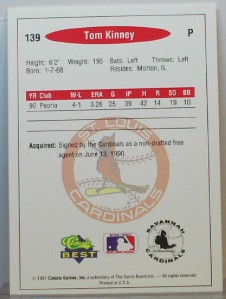 139 Tom Kinney P
Height: 6'2" Weight: 195 Bats: Left Throws: Left
Born: 1-7-68 Resides: Morton, IL
YR Club W-L ERA G IP H R SO BB
90 Peoria 4-1 3.26 25 39 42 14 19 10
Acquired: Signed by the Cardinals as a non-drafted free
agent on June 13, 1990.
ST. LOUIS
CARDINALS
Classic
BEST
SAVANNAH
CARDINALS
© 1991 Classic Games, Inc., a subsidiary of The Score Board Inc. — All rights reserved.
Printed in U.S.A.